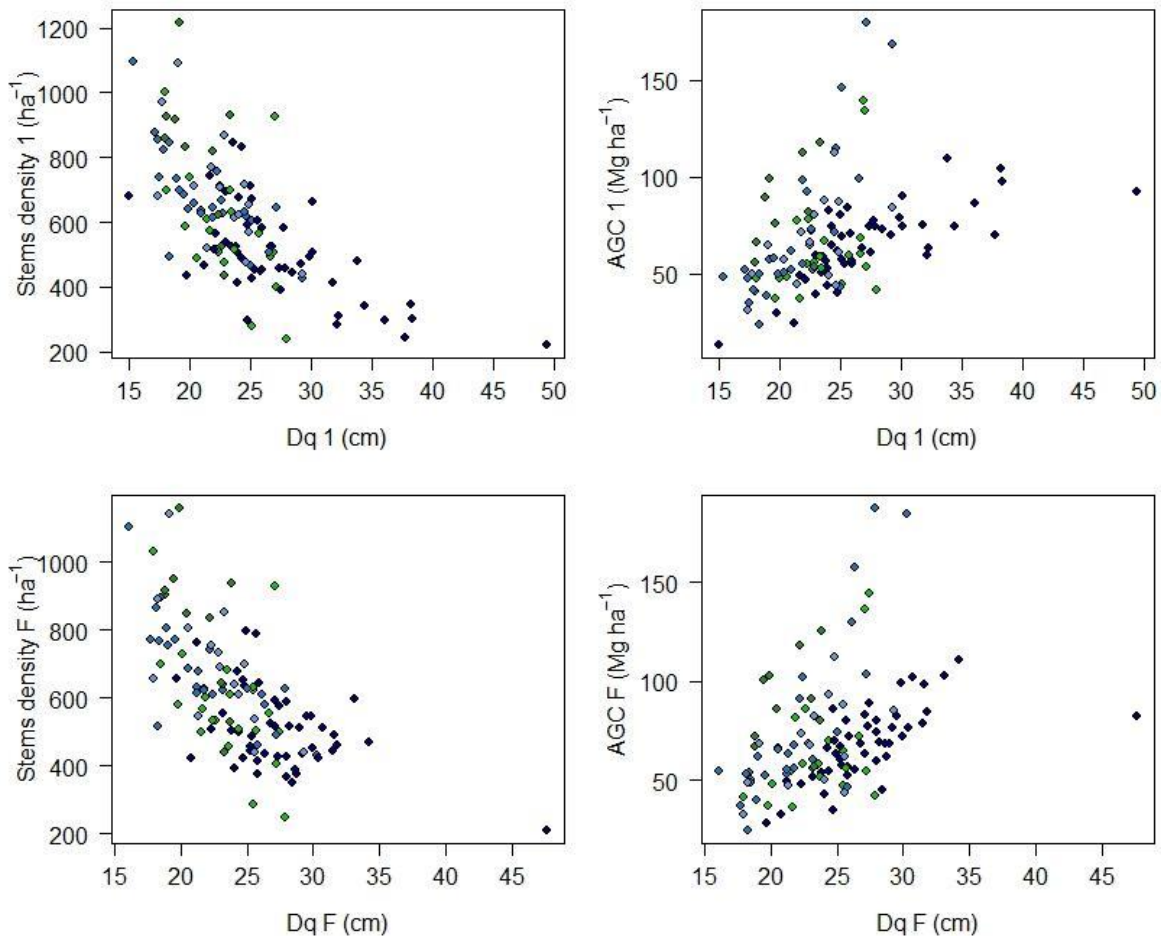 Stems density 1 (ha⁻¹)
1200
1000
800
600
400
200
15 20 25 30 35 40 45 50
Dq 1 (cm)
AGC 1 (Mg ha⁻¹)
150
100
50
15 20 25 30 35 40 45 50
Dq 1 (cm)
Stems density F (ha⁻¹)
1000
800
600
400
200
15 20 25 30 35 40 45
Dq F (cm)
AGC F (Mg ha⁻¹)
150
100
50
15 20 25 30 35 40 45
Dq F (cm)